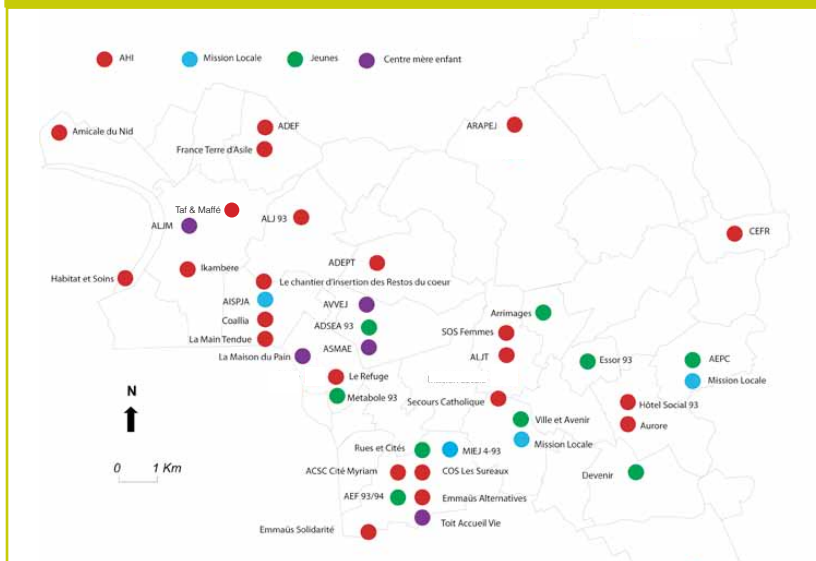 AHI
Mission Locale
Jeunes
Centre mère enfant
Amicale du Nid
ADEF
ARAPEJ
France Terre d'Asile
Taf & Maffé
ALJM
ALJ 93
CEFR
ADEPT
Ikambere
Habitat et Soins
Le chantier d'insertion des Restos du coeur
AISPJA
AVVEJ
Arrimages
Coallia
ADSEA 93
SOS Femmes
La Main Tendue
ASMAE
La Maison du Pain
ALJT
Essor 93
AEPC
Le Refuge
Mission Locale
N
Metabole 93
Secours Catholique
Hôtel Social 93
Ville et Avenir
Aurore
Mission Locale
Rues et Cités
MIEJ 4-93
0 1 Km
ACSC Cité Myriam
COS Les Sureaux
Devenir
AEF 93/94
Emmaüs Alternatives
Toit Accueil Vie
Emmaüs Solidarité